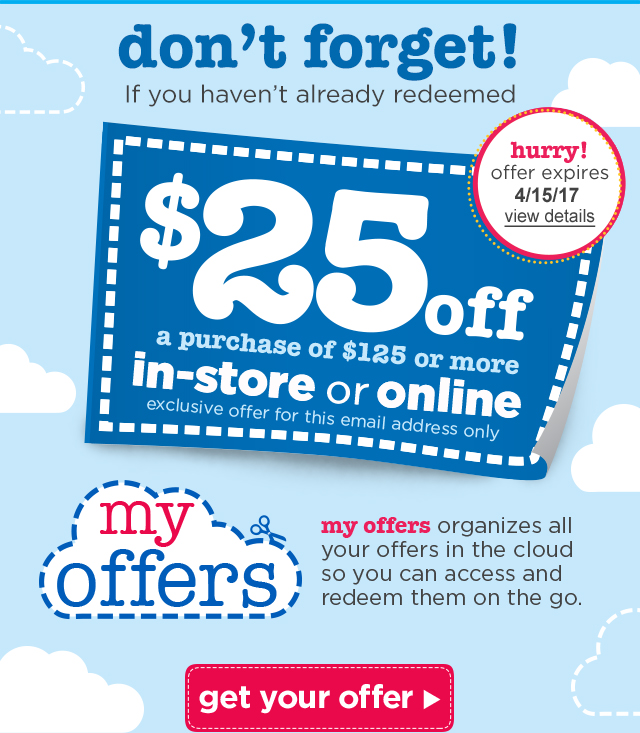 don't forget!
If you haven't already redeemed
hurry!
offer expires
4/15/17
view details
$25 off
a purchase of $125 or more
in-store or online
exclusive offer for this email address only
my
offers
my offers organizes all
your offers in the cloud
so you can access and
redeem them on the go.
get your offer ▶